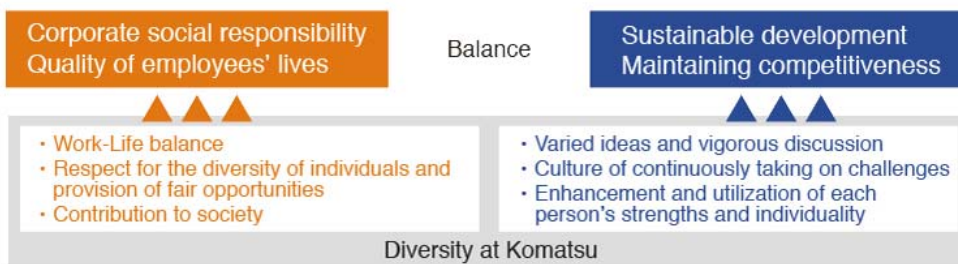 Corporate social responsibility
Quality of employees' lives
Balance
Sustainable development
Maintaining competitiveness
・Work-Life balance
・Respect for the diversity of individuals and
provision of fair opportunities
・Contribution to society
・Varied ideas and vigorous discussion
・Culture of continuously taking on challenges
・Enhancement and utilization of each
person's strengths and individuality
Diversity at Komatsu